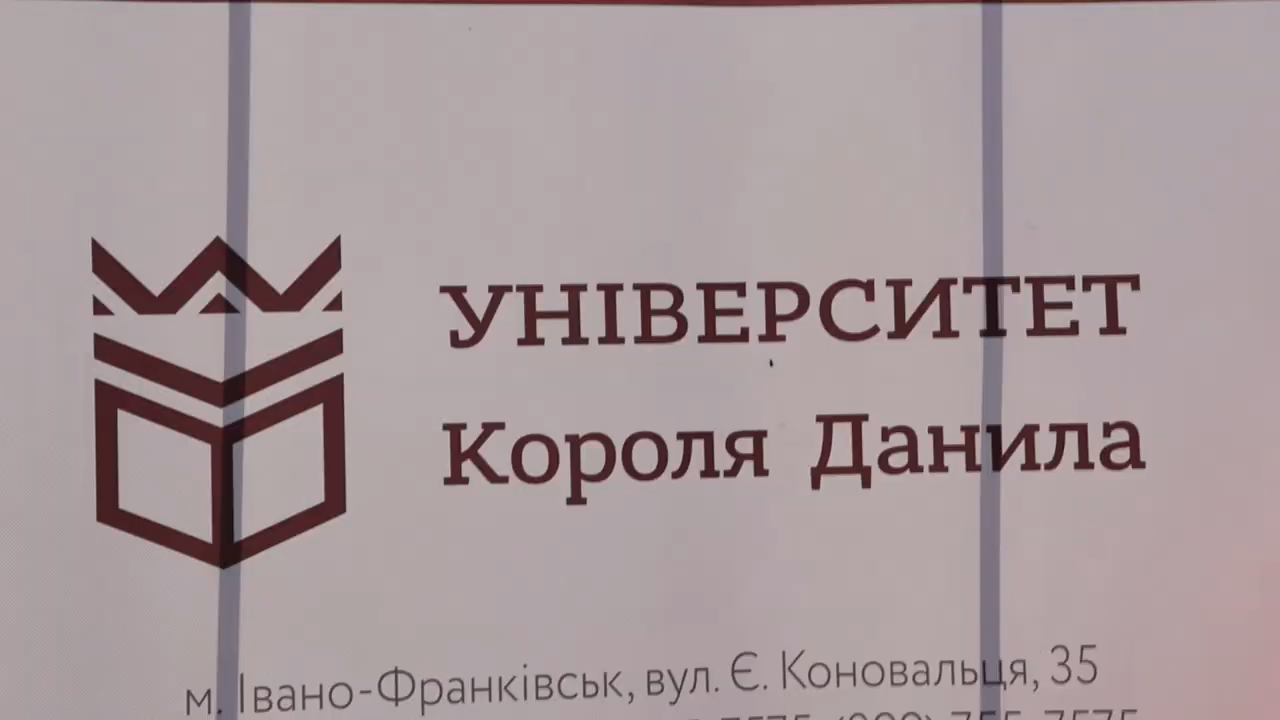 УНІВЕРСИТЕТ
Короля Данила
м. Івано-Франківськ, вул. Є. Коновальця, 35